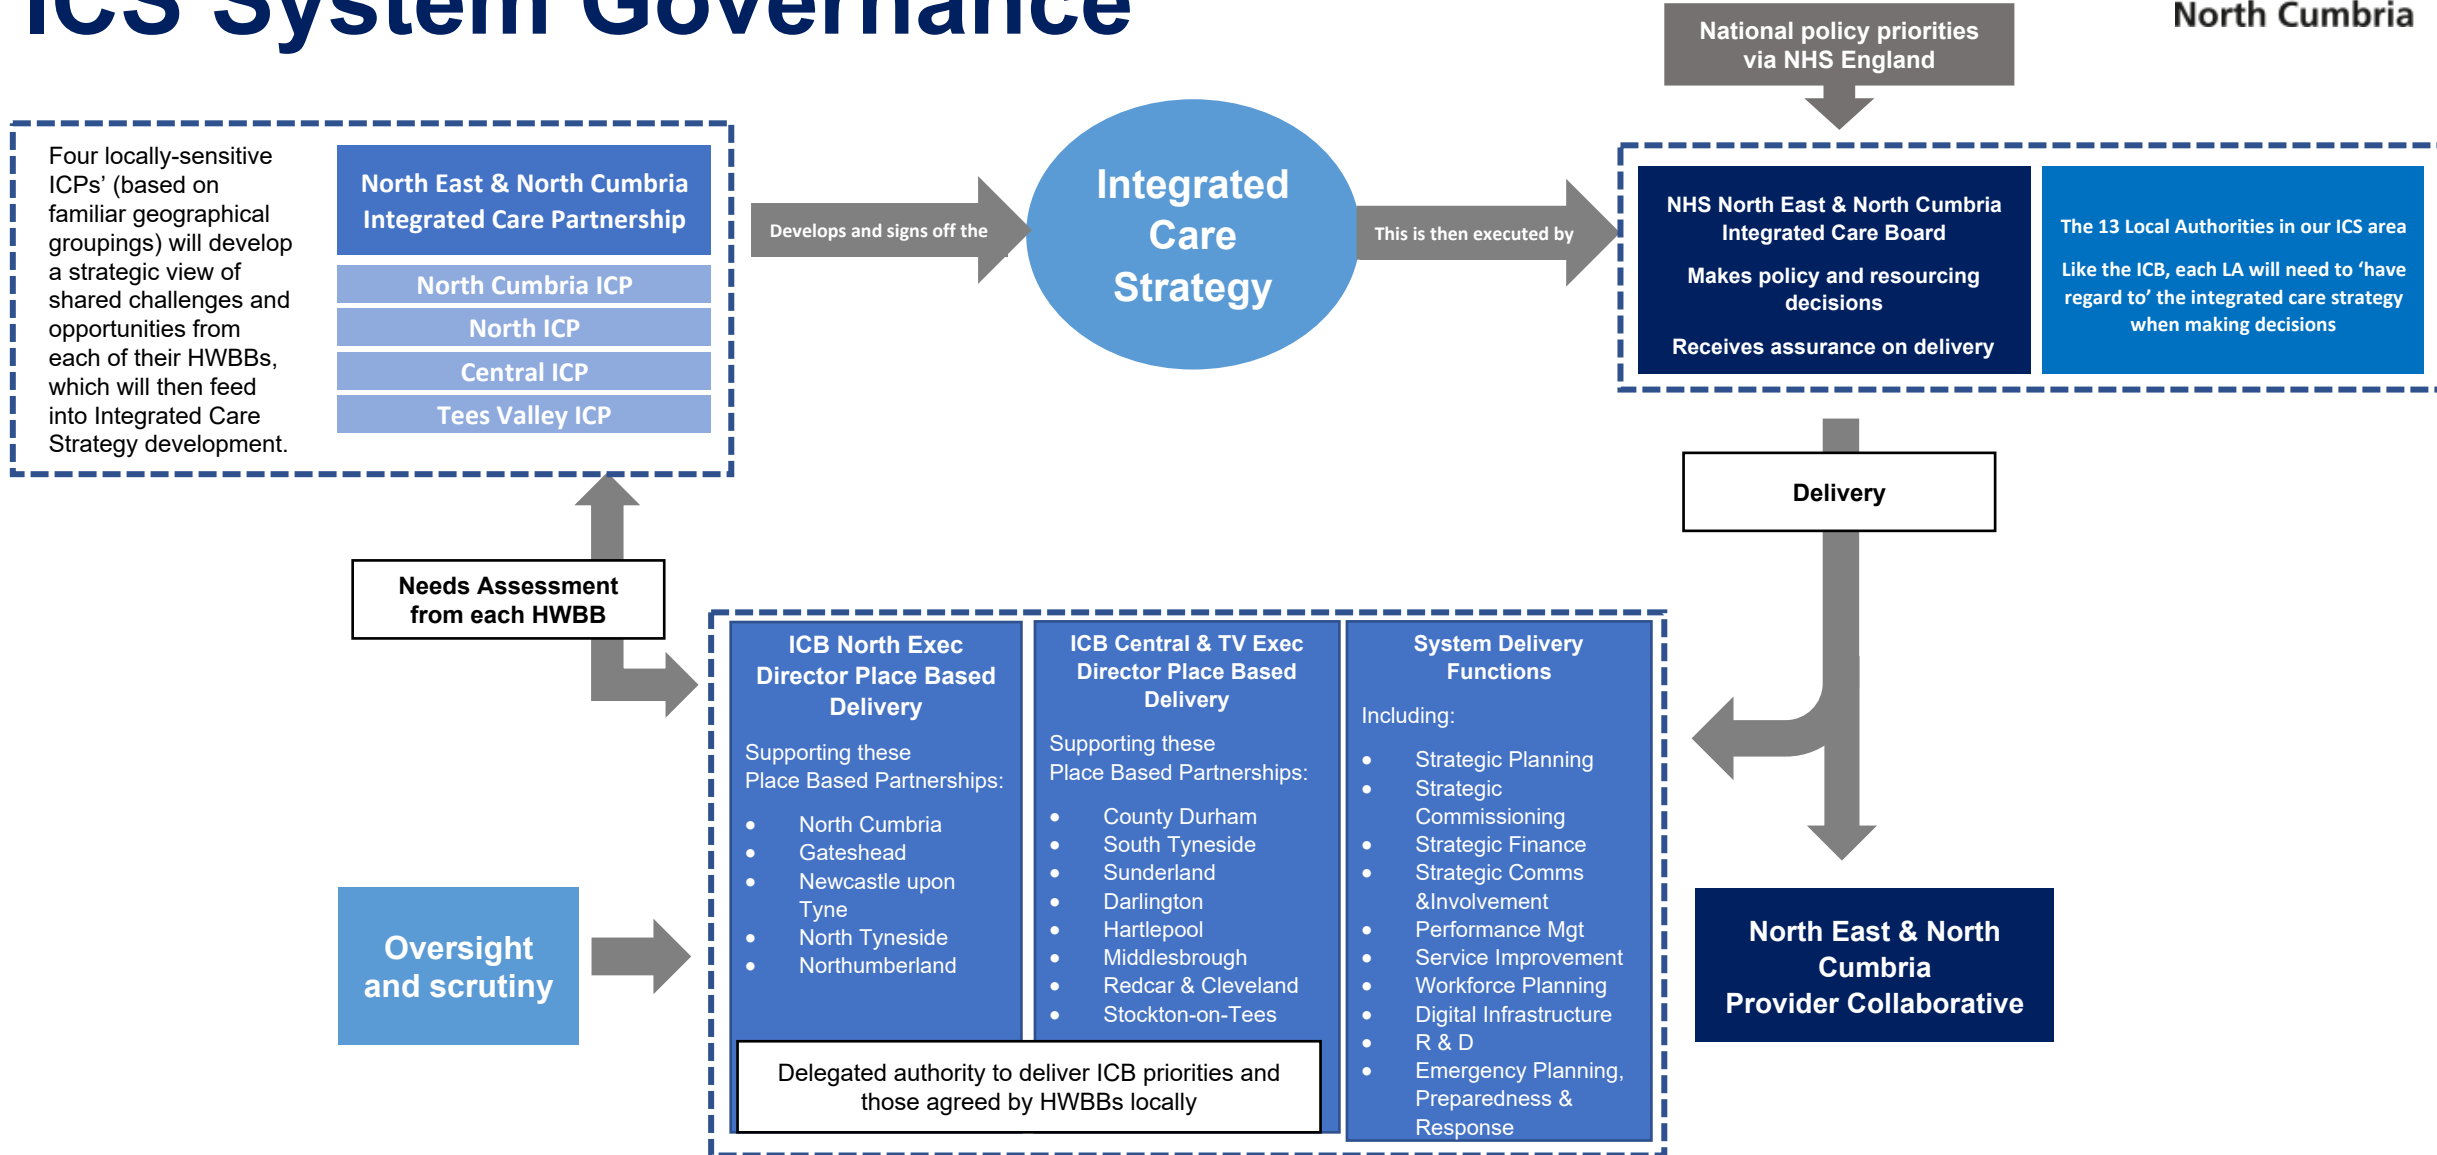 ICS System Governance
North Cumbria
National policy priorities
via NHS England
Four locally-sensitive
ICPs’ (based on
familiar geographical
groupings) will develop
a strategic view of
shared challenges and
opportunities from
each of their HWBBs,
which will then feed
into Integrated Care
Strategy development.
North East & North Cumbria
Integrated Care Partnership
North Cumbria ICP
North ICP
Central ICP
Tees Valley ICP
Develops and signs off the
Integrated
Care
Strategy
This is then executed by
NHS North East & North Cumbria
Integrated Care Board
Makes policy and resourcing
decisions
Receives assurance on delivery
The 13 Local Authorities in our ICS area
Like the ICB, each LA will need to ‘have
regard to’ the integrated care strategy
when making decisions
Delivery
Needs Assessment
from each HWBB
ICB North Exec
Director Place Based
Delivery
Supporting these
Place Based Partnerships:
• North Cumbria
• Gateshead
• Newcastle upon
Tyne
• North Tyneside
• Northumberland
ICB Central & TV Exec
Director Place Based
Delivery
Supporting these
Place Based Partnerships:
• County Durham
• South Tyneside
• Sunderland
• Darlington
• Hartlepool
• Middlesbrough
• Redcar & Cleveland
• Stockton-on-Tees
Delegated authority to deliver ICB priorities and
those agreed by HWBBs locally
System Delivery
Functions
Including:
• Strategic Planning
• Strategic
Commissioning
• Strategic Finance
• Strategic Comms
&Involvement
• Performance Mgt
• Service Improvement
• Workforce Planning
• Digital Infrastructure
• R & D
• Emergency Planning,
Preparedness &
Response
Oversight
and scrutiny
North East & North
Cumbria
Provider Collaborative